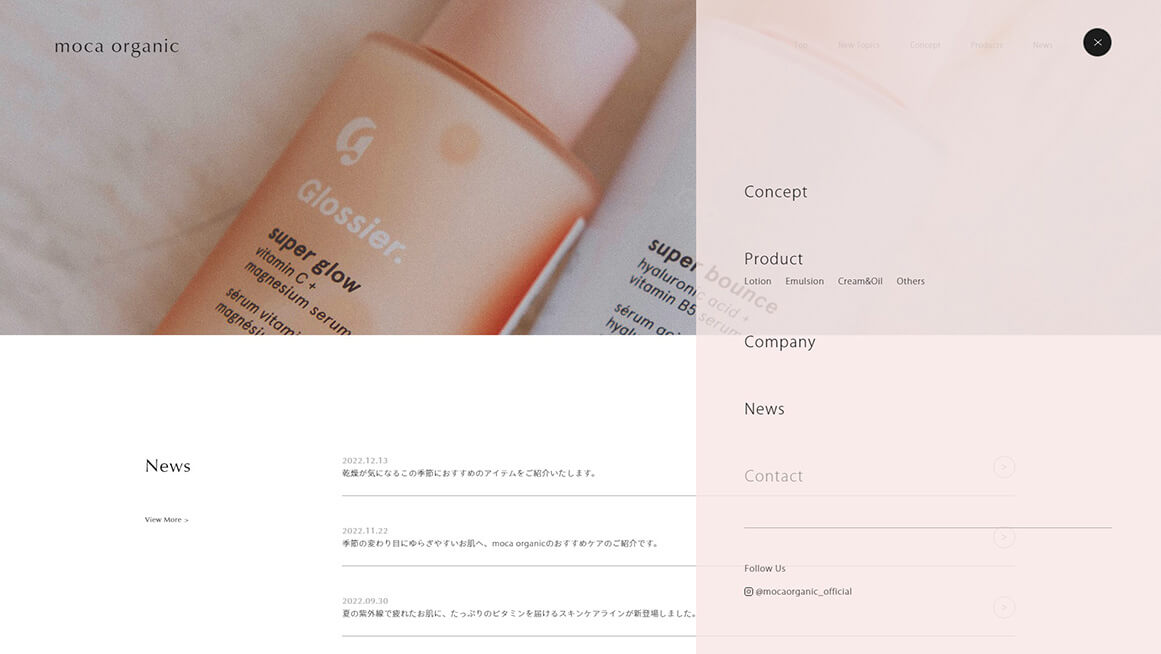 moca organic
Top New Topics Concept Products News
Glossier.
super glow
vitamin C +
magnesium serum
sérum vitami
magnési
super bounce
hyaluronic acid +
vitamin B5 serum
sérum ac
hyalu
Concept
Product
Lotion Emulsion Cream&Oil Others
Company
News
Contact
Follow Us
@mocaorganic_official
News
View More >
2022.12.13
乾燥が気になるこの季節におすすめのアイテムをご紹介いたします。
>
2022.11.22
季節の変わり目にゆらぎやすいお肌へ、moca organicのおすすめケアのご紹介です。
>
2022.09.30
夏の紫外線で疲れたお肌に、たっぷりのビタミンを届けるスキンケアラインが新登場しました。
>